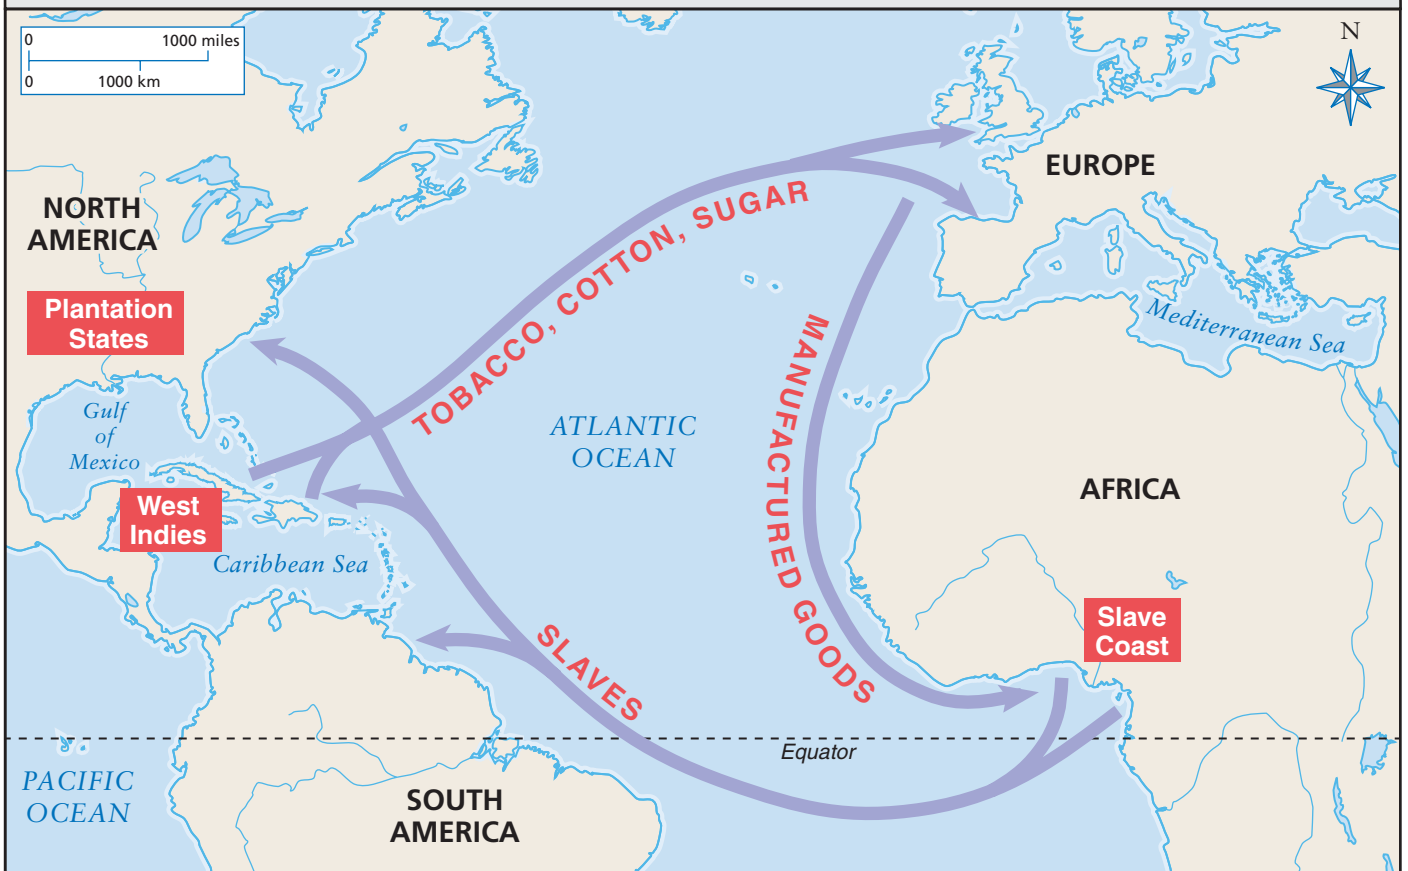 0
1000 miles
0
1000 km
N
NORTH
AMERICA
EUROPE
Plantation
States
TOBACCO, COTTON, SUGAR
Mediterranean Sea
MANUFACTURED GOODS
Gulf
of
Mexico
ATLANTIC
OCEAN
AFRICA
West
Indies
Caribbean Sea
Slave
Coast
SLAVES
Equator
PACIFIC
OCEAN
SOUTH
AMERICA